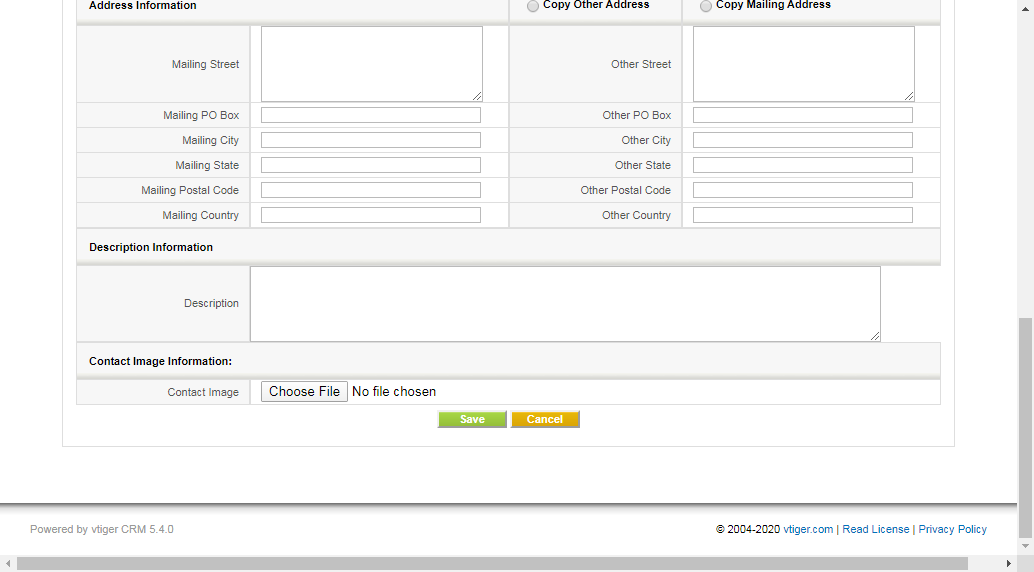 Address Information Copy Other Address Copy Mailing Address
Mailing Street Other Street
Mailing PO Box Other PO Box
Mailing City Other City
Mailing State Other State
Mailing Postal Code Other Postal Code
Mailing Country Other Country
Description Information
Description
Contact Image Information:
Contact Image Choose File No file chosen
Save Cancel
Powered by vtiger CRM 5.4.0 © 2004-2020 vtiger.com | Read License | Privacy Policy